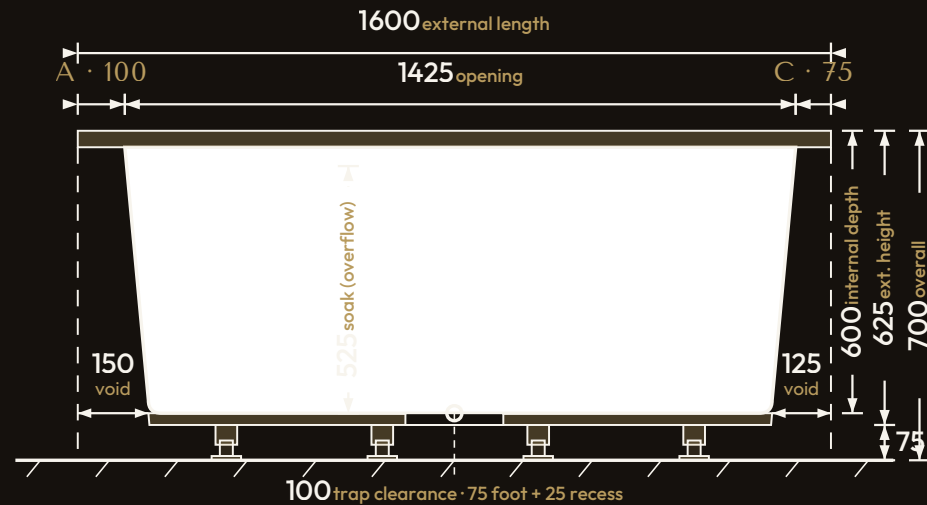 1600 external length
A · 100
1425 opening
C · 75
525 soak (overflow)
600 internal depth
625 ext. height
700 overall
150
void
125
void
75
100 trap clearance · 75 foot + 25 recess